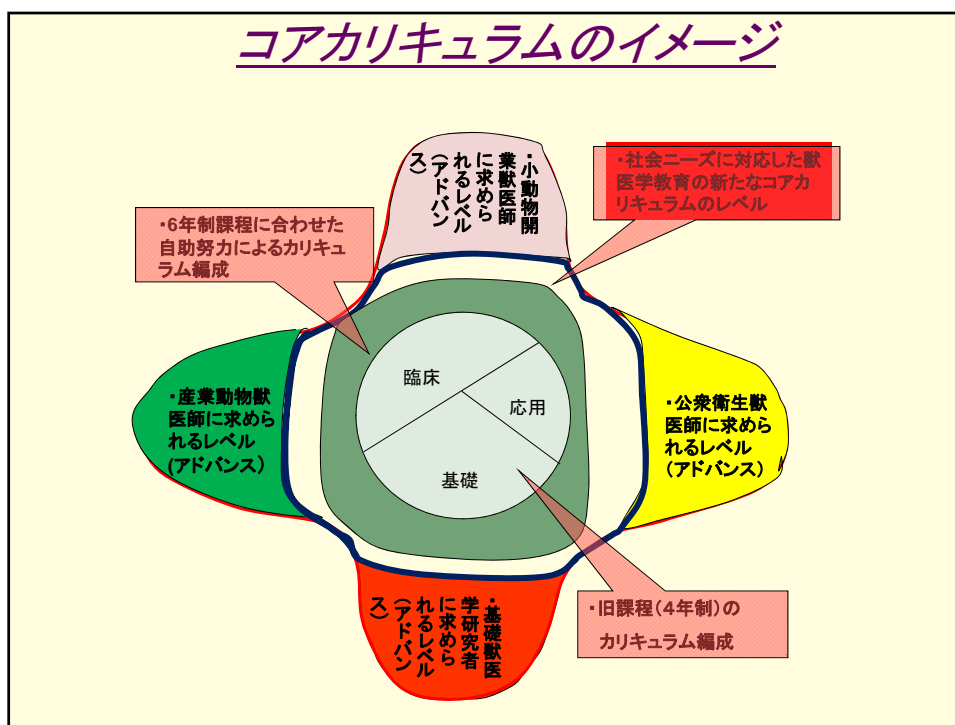 コアカリキュラムのイメージ
・小動物開
業獣医師
に求めら
れるレベル
(アドバン
ス)
・社会ニーズに対応した獣
医学教育の新たなコアカ
リキュラムのレベル
・6年制課程に合わせた
自助努力によるカリキュ
ラム編成
臨床
応用
基礎
・産業動物獣
医師に求めら
れるレベル
(アドバンス)
・公衆衛生獣
医師に求めら
れるレベル
(アドバンス)
・基礎獣医
学研究者
に求めら
れるレベル
(アドバン
ス)
・旧課程(4年制)の
カリキュラム編成